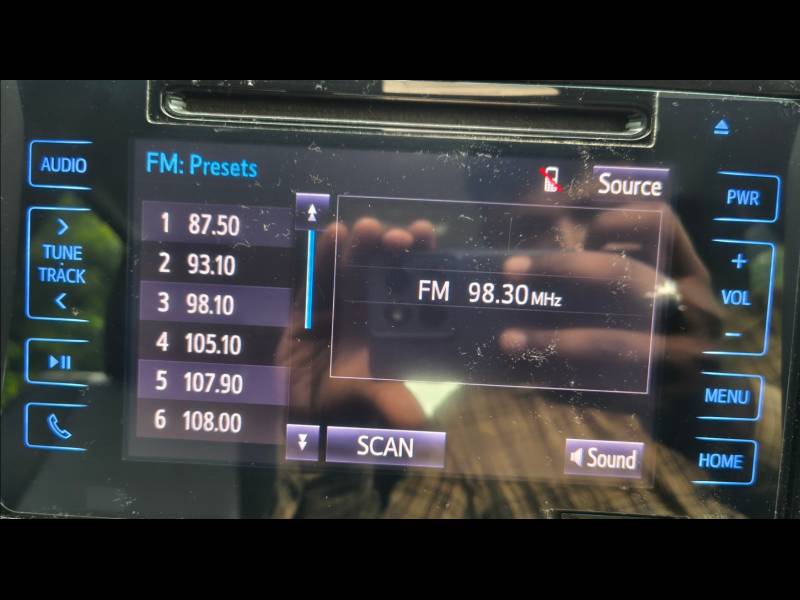 AUDIO
FM: Presets
Source
PWR
TUNE
TRACK
1 87.50
2 93.10
3 98.10
4 105.10
5 107.90
6 108.00
FM 98.30 MHz
+
VOL
−
MENU
SCAN
Sound
HOME